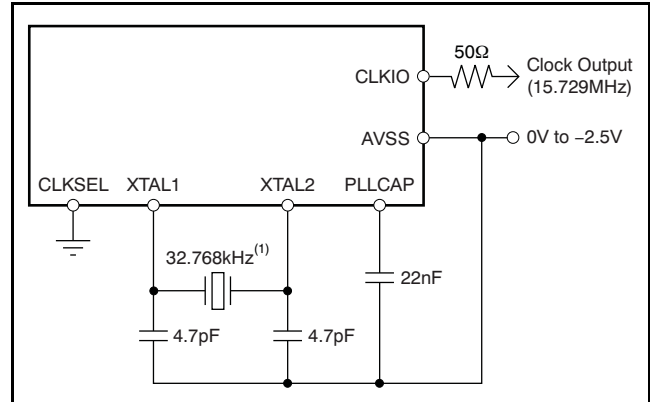 50Ω
CLKIO
Clock Output
(15.729MHz)
AVSS
0V to −2.5V
CLKSEL XTAL1 XTAL2 PLLCAP
32.768kHz(1)
22nF
4.7pF 4.7pF